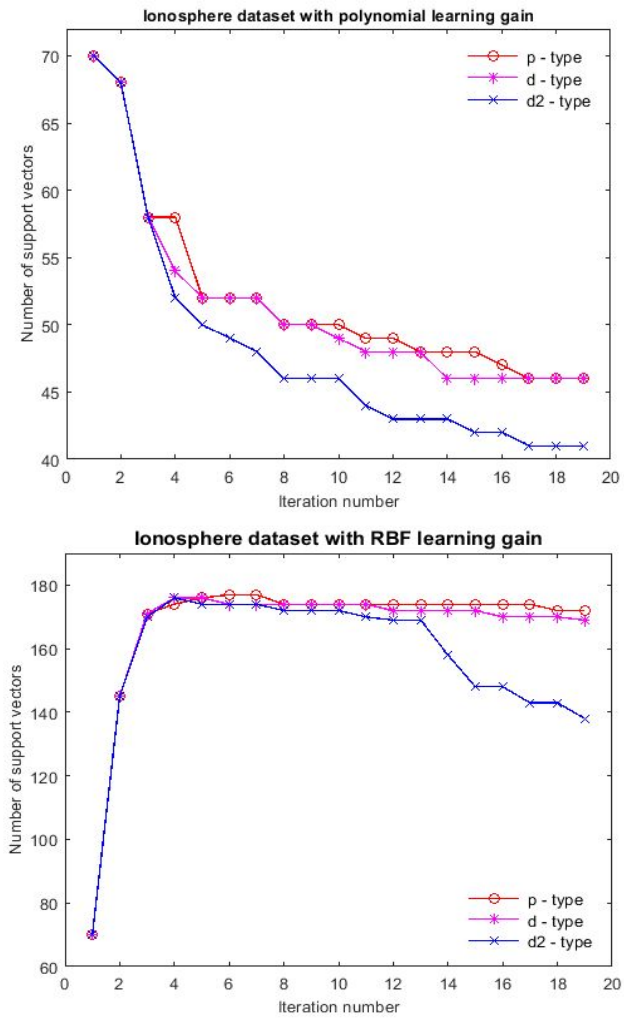 Ionosphere dataset with polynomial learning gain
70
65
60
55
50
45
40
Number of support vectors
p - type
d - type
d2 - type
0 2 4 6 8 10 12 14 16 18 20
Iteration number
Ionosphere dataset with RBF learning gain
180
160
140
120
100
80
60
Number of support vectors
p - type
d - type
d2 - type
0 2 4 6 8 10 12 14 16 18 20
Iteration number